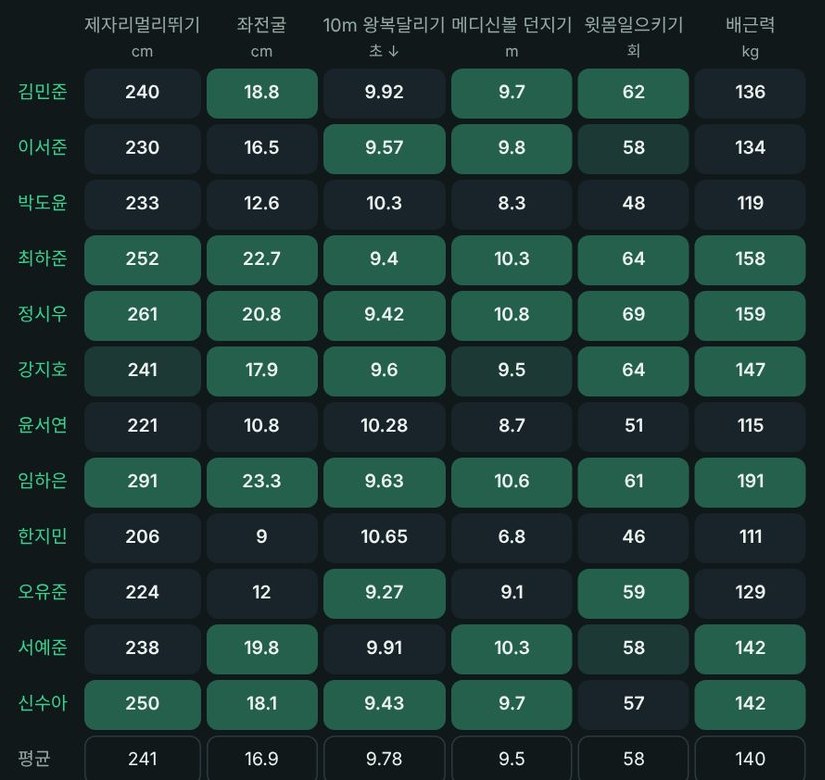 제자리멀리뛰기 좌전굴 10m 왕복달리기 메디신볼 던지기 윗몸일으키기 배근력
cm cm 초 ↓ m 회 kg
김민준 240 18.8 9.92 9.7 62 136
이서준 230 16.5 9.57 9.8 58 134
박도윤 233 12.6 10.3 8.3 48 119
최하준 252 22.7 9.4 10.3 64 158
정시우 261 20.8 9.42 10.8 69 159
강지호 241 17.9 9.6 9.5 64 147
윤서연 221 10.8 10.28 8.7 51 115
임하은 291 23.3 9.63 10.6 61 191
한지민 206 9 10.65 6.8 46 111
오유준 224 12 9.27 9.1 59 129
서예준 238 19.8 9.91 10.3 58 142
신수아 250 18.1 9.43 9.7 57 142
평균 241 16.9 9.78 9.5 58 140